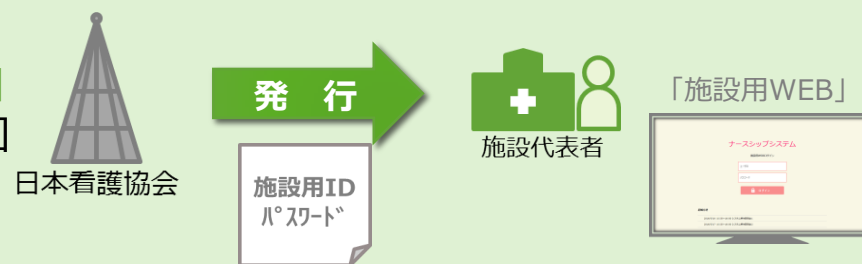 発 行
「施設用WEB」
施設代表者
日本看護協会
施設用ID
ﾊﾟｽﾜｰﾄﾞ
ナースシップシステム